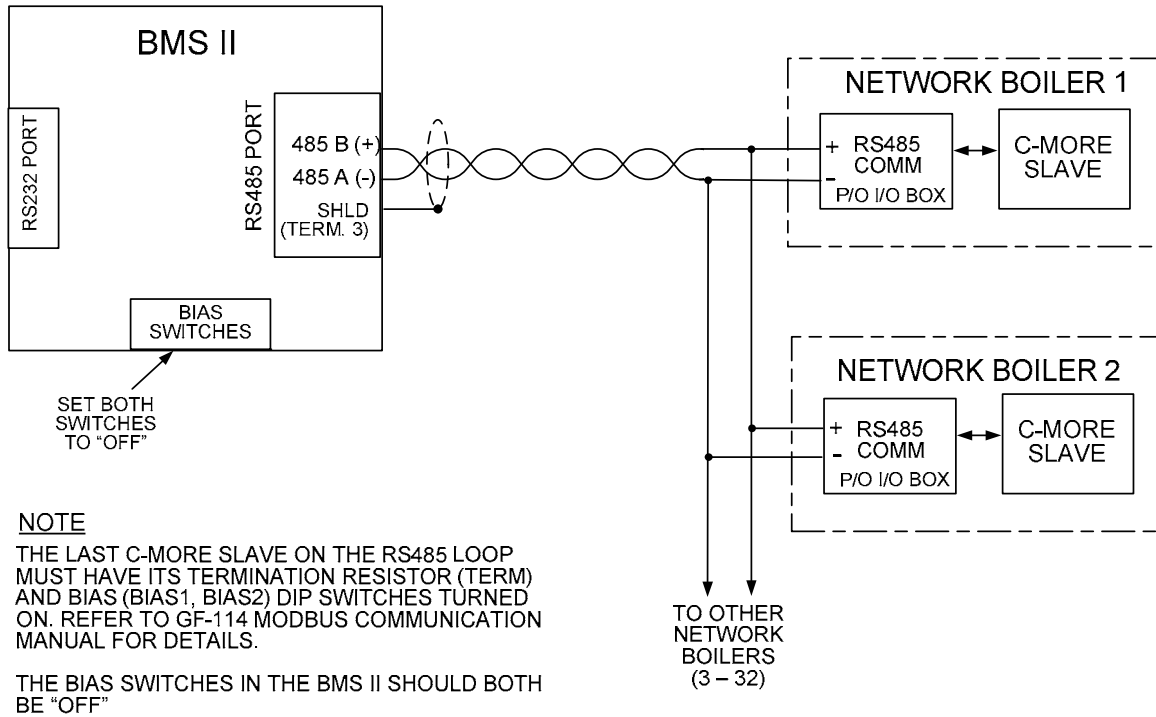 BMS II
RS232 PORT
RS485 PORT
485 B (+)
485 A (-)
SHLD
(TERM. 3)
BIAS
SWITCHES
SET BOTH
SWITCHES
TO “OFF”
NETWORK BOILER 1
+
-
RS485
COMM
P/O I/O BOX
C-MORE
SLAVE
NETWORK BOILER 2
+
-
RS485
COMM
P/O I/O BOX
C-MORE
SLAVE
TO OTHER
NETWORK
BOILERS
(3 – 32)
NOTE
THE LAST C-MORE SLAVE ON THE RS485 LOOP
MUST HAVE ITS TERMINATION RESISTOR (TERM)
AND BIAS (BIAS1, BIAS2) DIP SWITCHES TURNED
ON. REFER TO GF-114 MODBUS COMMUNICATION
MANUAL FOR DETAILS.
THE BIAS SWITCHES IN THE BMS II SHOULD BOTH
BE “OFF”